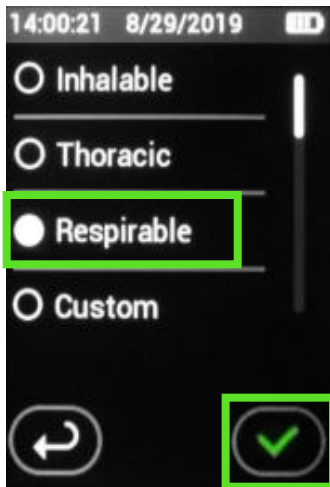 14:00:21 8/29/2019
Inhalable
Thoracic
Respirable
Custom